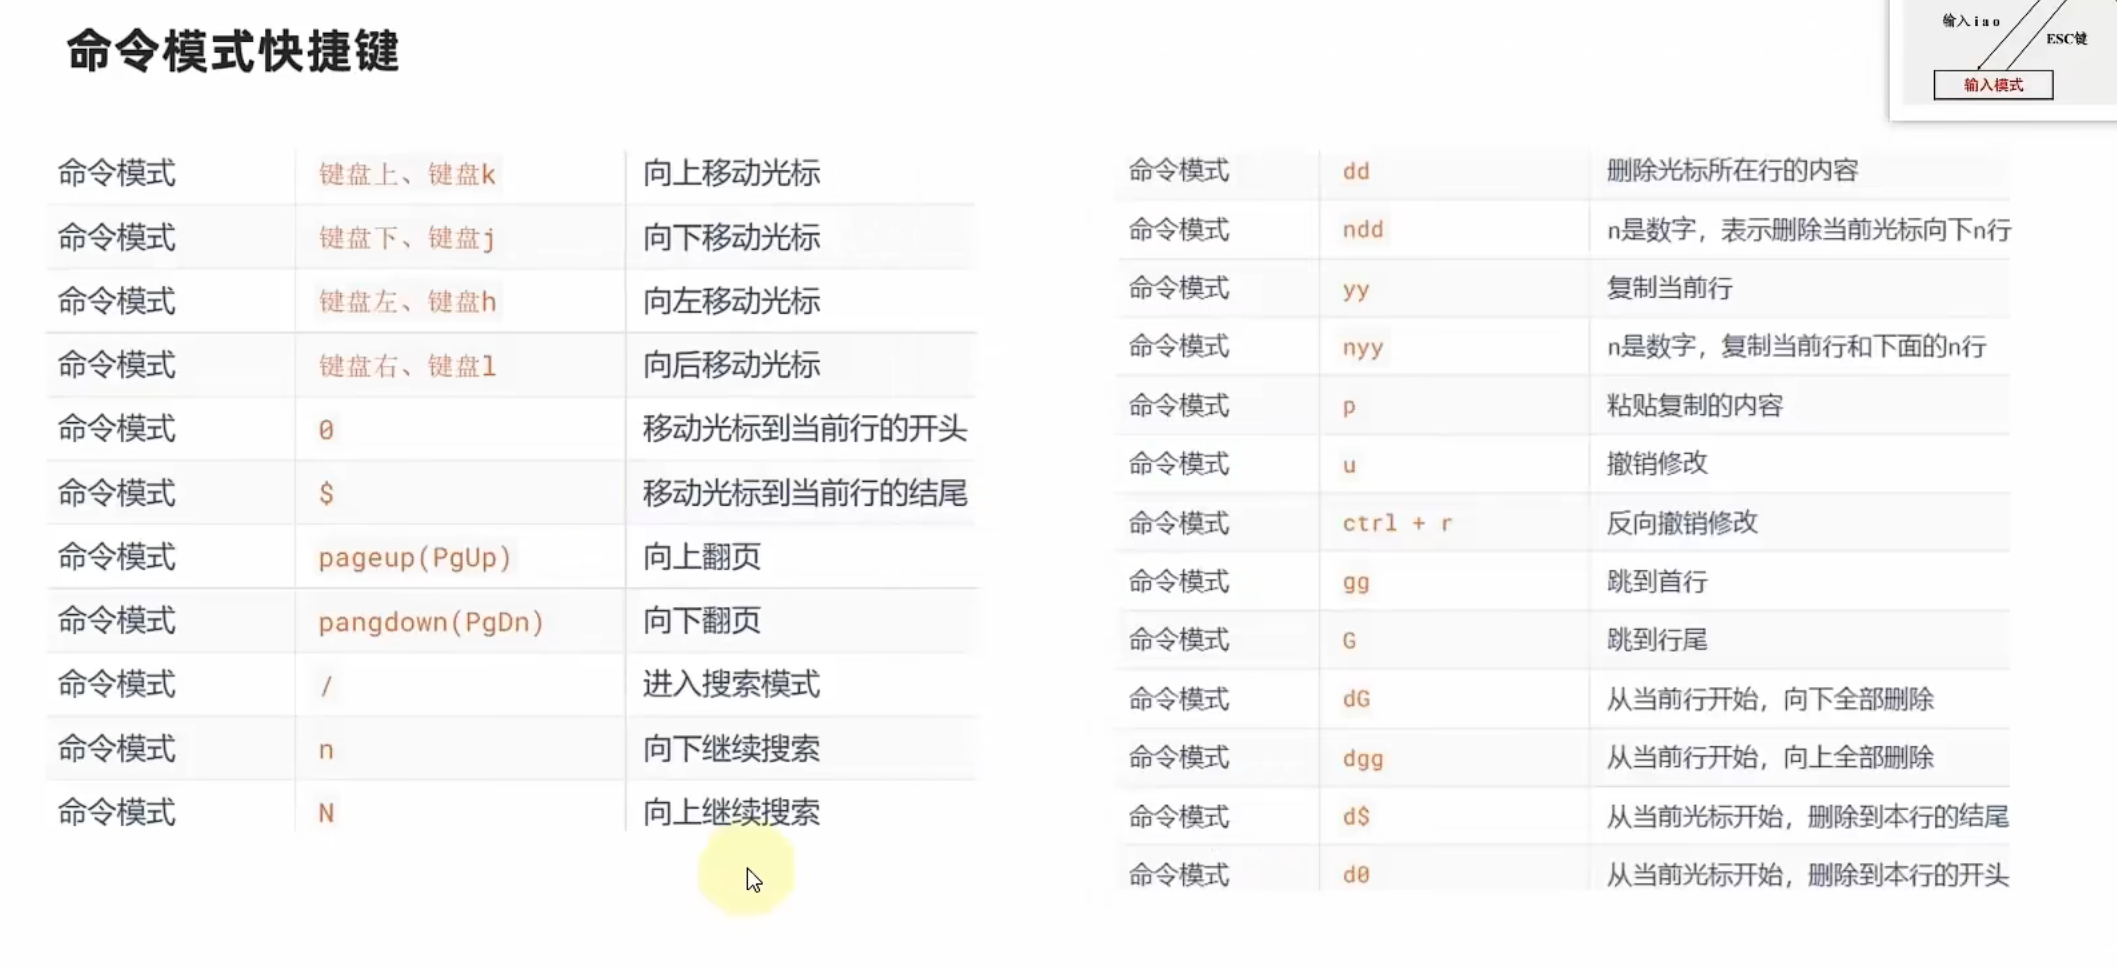 命令模式快捷键
输入iao
ESC键
输入模式
命令模式 键盘上、键盘k 向上移动光标
命令模式 键盘下、键盘j 向下移动光标
命令模式 键盘左、键盘h 向左移动光标
命令模式 键盘右、键盘l 向后移动光标
命令模式 0 移动光标到当前行的开头
命令模式 $ 移动光标到当前行的结尾
命令模式 pageup(PgUp) 向上翻页
命令模式 pangdown(PgDn) 向下翻页
命令模式 / 进入搜索模式
命令模式 n 向下继续搜索
命令模式 N 向上继续搜索
命令模式 dd 删除光标所在行的内容
命令模式 ndd n是数字，表示删除当前光标向下n行
命令模式 yy 复制当前行
命令模式 nyy n是数字，复制当前行和下面的n行
命令模式 p 粘贴复制的内容
命令模式 u 撤销修改
命令模式 ctrl + r 反向撤销修改
命令模式 gg 跳到首行
命令模式 G 跳到行尾
命令模式 dG 从当前行开始，向下全部删除
命令模式 dgg 从当前行开始，向上全部删除
命令模式 d$ 从当前光标开始，删除到本行的结尾
命令模式 d0 从当前光标开始，删除到本行的开头